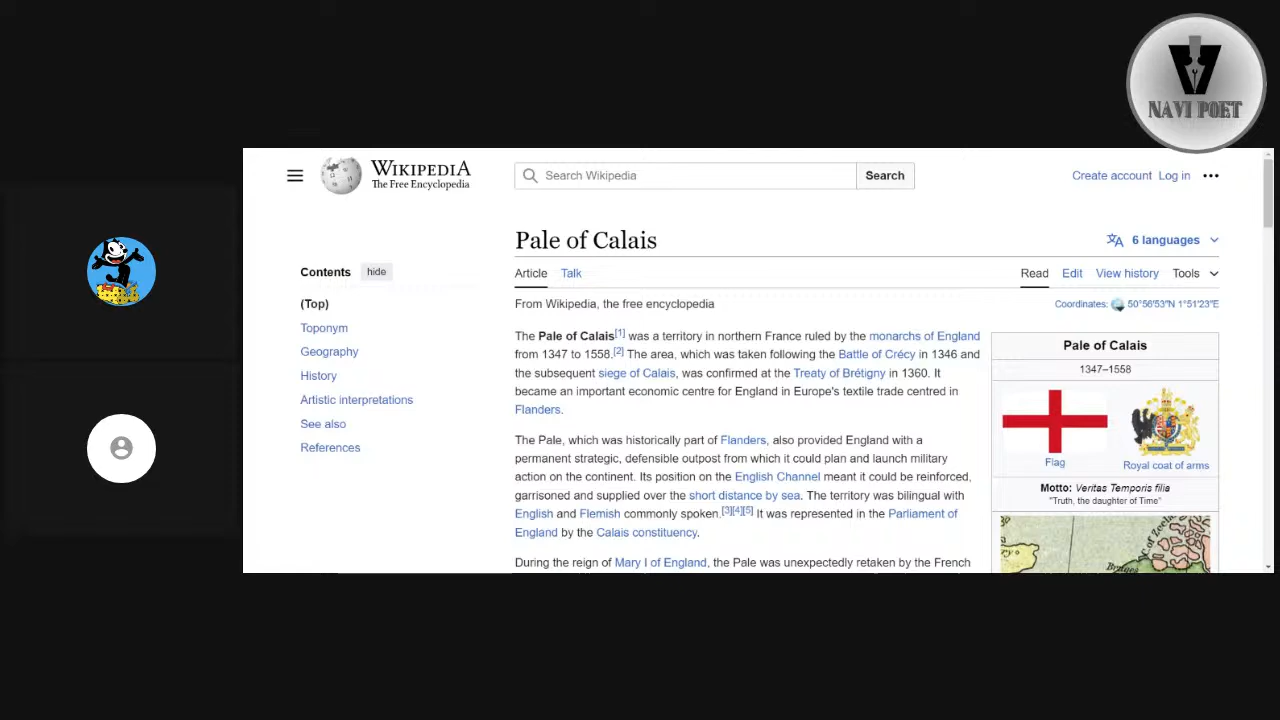 NAVI POET
WIKIPEDIA
The Free Encyclopedia
Search Wikipedia
Search
Create account Log in
Pale of Calais
6 languages
Contents hide
Article Talk
Read Edit View history Tools
(Top)
Toponym
Geography
History
Artistic interpretations
See also
References
From Wikipedia, the free encyclopedia
Coordinates: 50°56′53″N 1°51′23″E
The Pale of Calais[1] was a territory in northern France ruled by the monarchs of England
from 1347 to 1558.[2] The area, which was taken following the Battle of Crécy in 1346 and
the subsequent siege of Calais, was confirmed at the Treaty of Brétigny in 1360. It
became an important economic centre for England in Europe's textile trade centred in
Flanders.
The Pale, which was historically part of Flanders, also provided England with a
permanent strategic, defensible outpost from which it could plan and launch military
action on the continent. Its position on the English Channel meant it could be reinforced,
garrisoned and supplied over the short distance by sea. The territory was bilingual with
English and Flemish commonly spoken.[3][4][5] It was represented in the Parliament of
England by the Calais constituency.
During the reign of Mary I of England, the Pale was unexpectedly retaken by the French
Pale of Calais
1347–1558
Flag
Royal coat of arms
Motto: Veritas Temporis filia
"Truth, the daughter of Time"